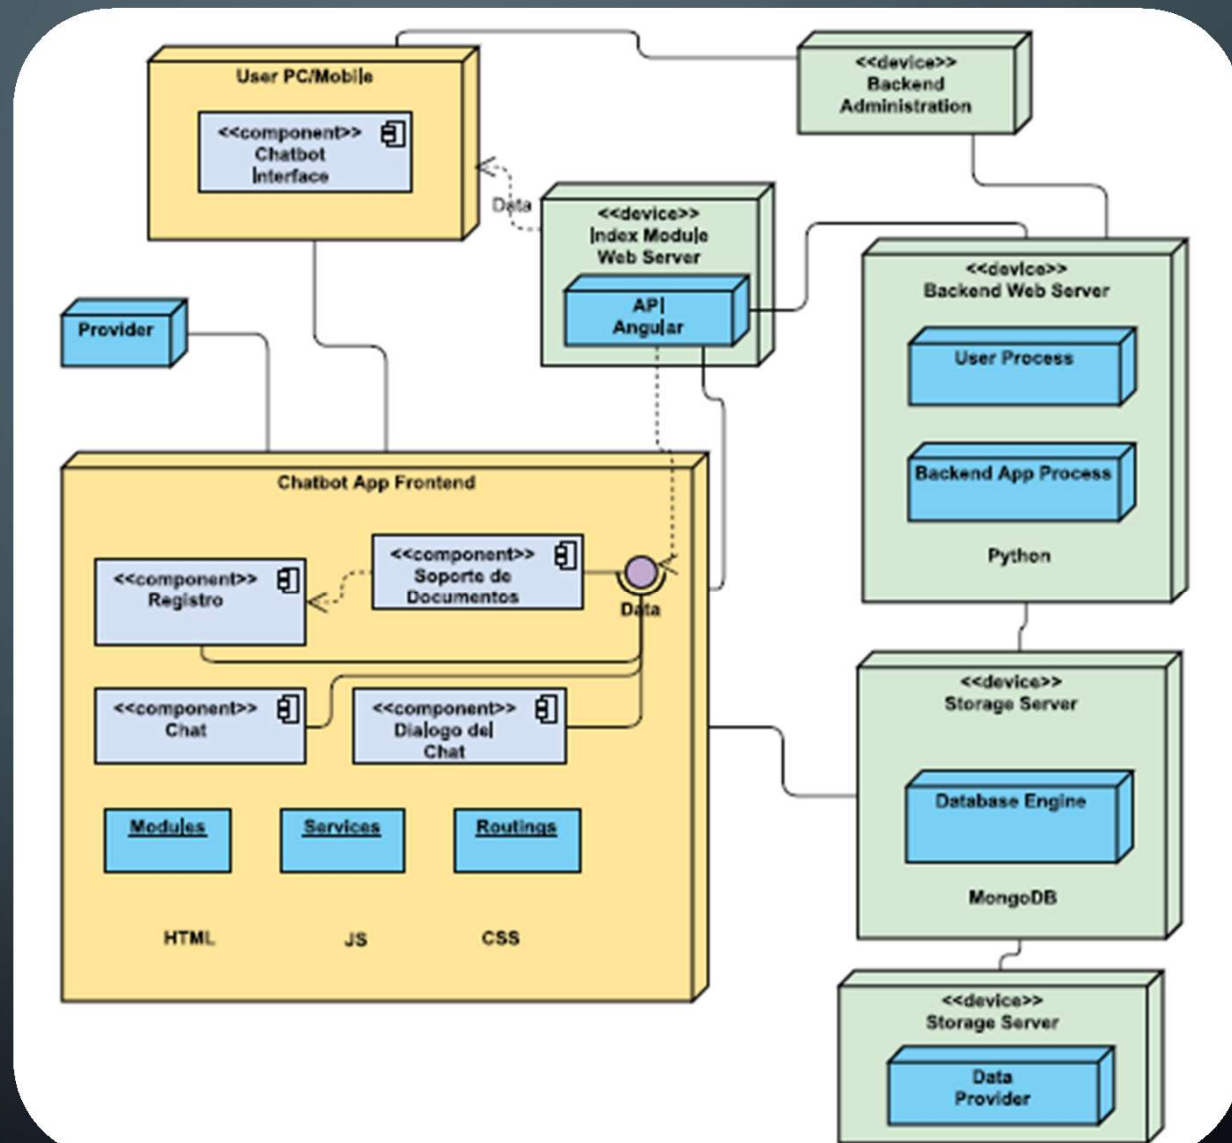 User PC/Mobile
<<component>>
Chatbot
Interface
<<device>>
Backend
Administration
Data
<<device>>
Index Module
Web Server
API
Angular
Provider
<<device>>
Backend Web Server
User Process
Backend App Process
Python
Chatbot App Frontend
<<component>>
Soporte de
Documentos
<<component>>
Registro
Data
<<component>>
Chat
<<component>>
Dialogo del
Chat
Modules
Services
Routings
HTML
JS
CSS
<<device>>
Storage Server
Database Engine
MongoDB
<<device>>
Storage Server
Data
Provider